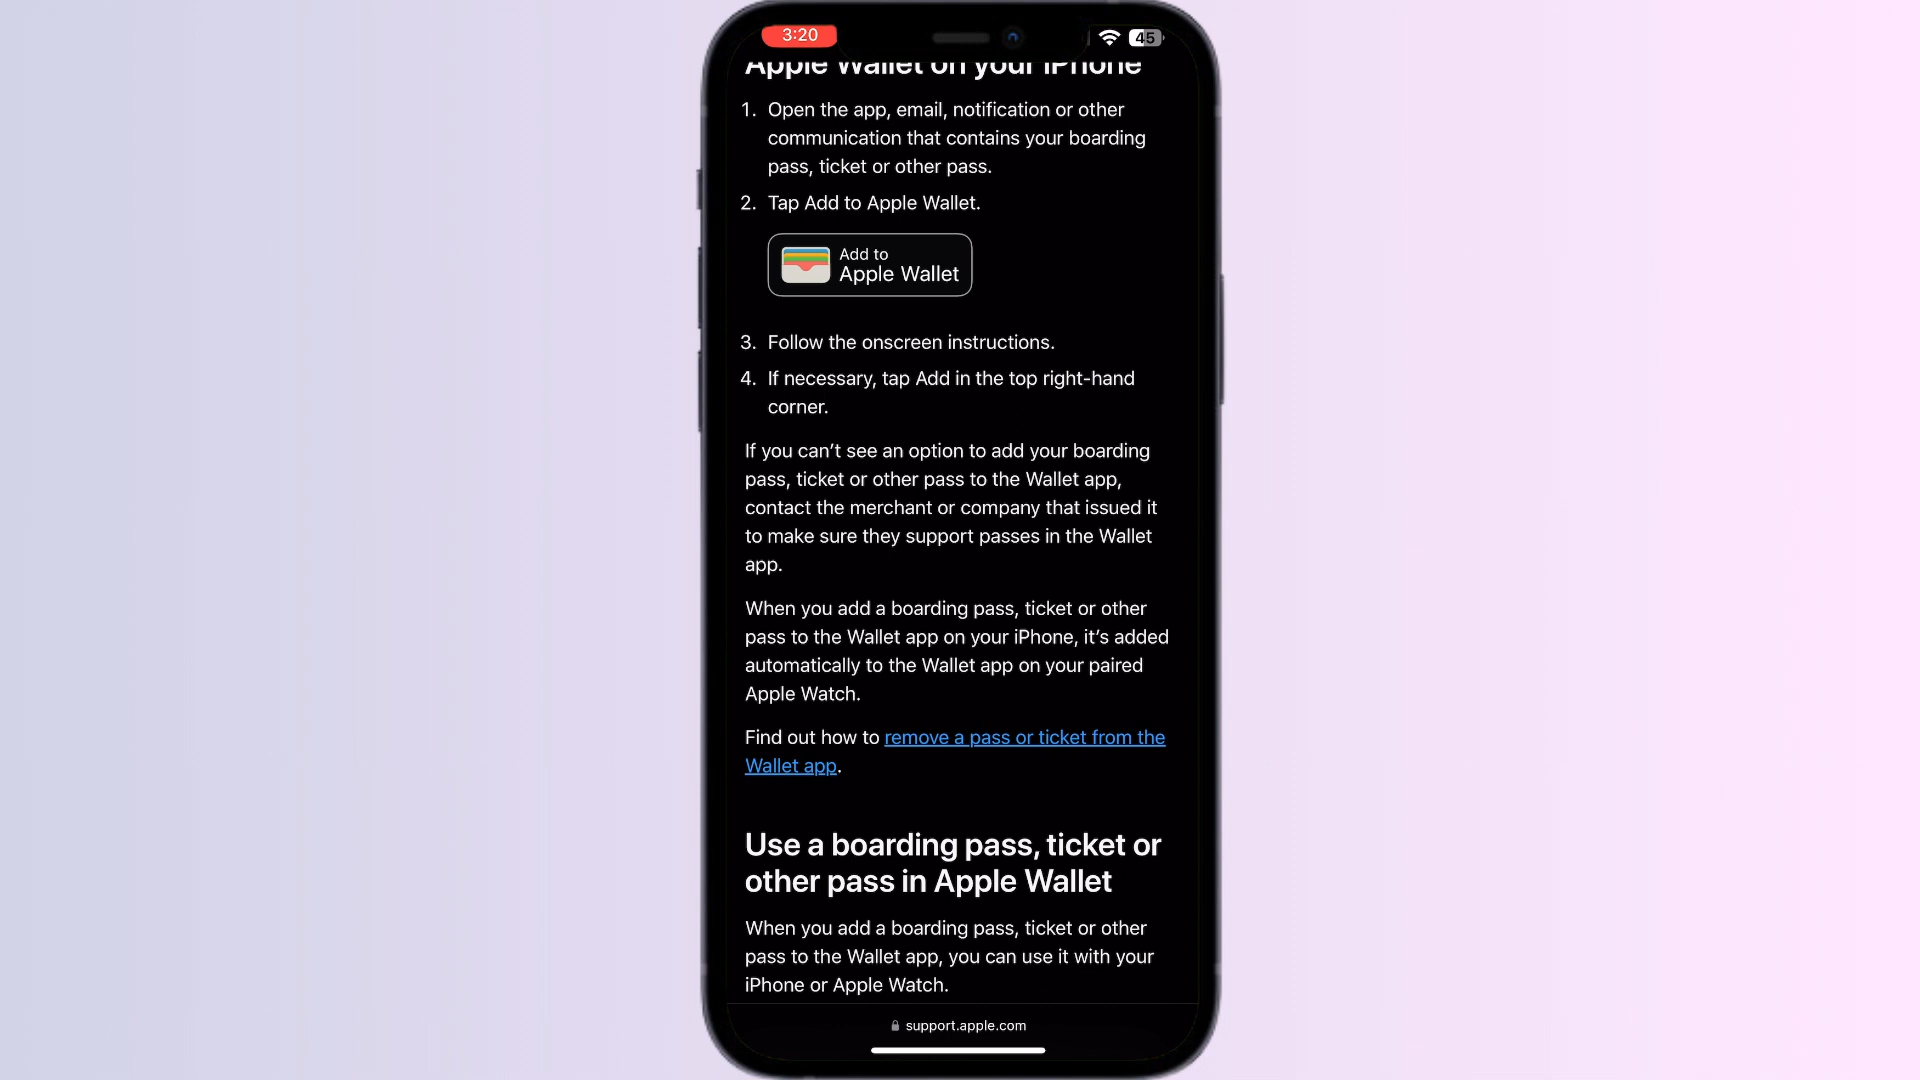 3:20
45
Apple Wallet on your iPhone
1. Open the app, email, notification or other
communication that contains your boarding
pass, ticket or other pass.
2. Tap Add to Apple Wallet.
Add to
Apple Wallet
3. Follow the onscreen instructions.
4. If necessary, tap Add in the top right-hand
corner.
If you can’t see an option to add your boarding
pass, ticket or other pass to the Wallet app,
contact the merchant or company that issued it
to make sure they support passes in the Wallet
app.
When you add a boarding pass, ticket or other
pass to the Wallet app on your iPhone, it’s added
automatically to the Wallet app on your paired
Apple Watch.
Find out how to remove a pass or ticket from the
Wallet app.
Use a boarding pass, ticket or
other pass in Apple Wallet
When you add a boarding pass, ticket or other
pass to the Wallet app, you can use it with your
iPhone or Apple Watch.
support.apple.com